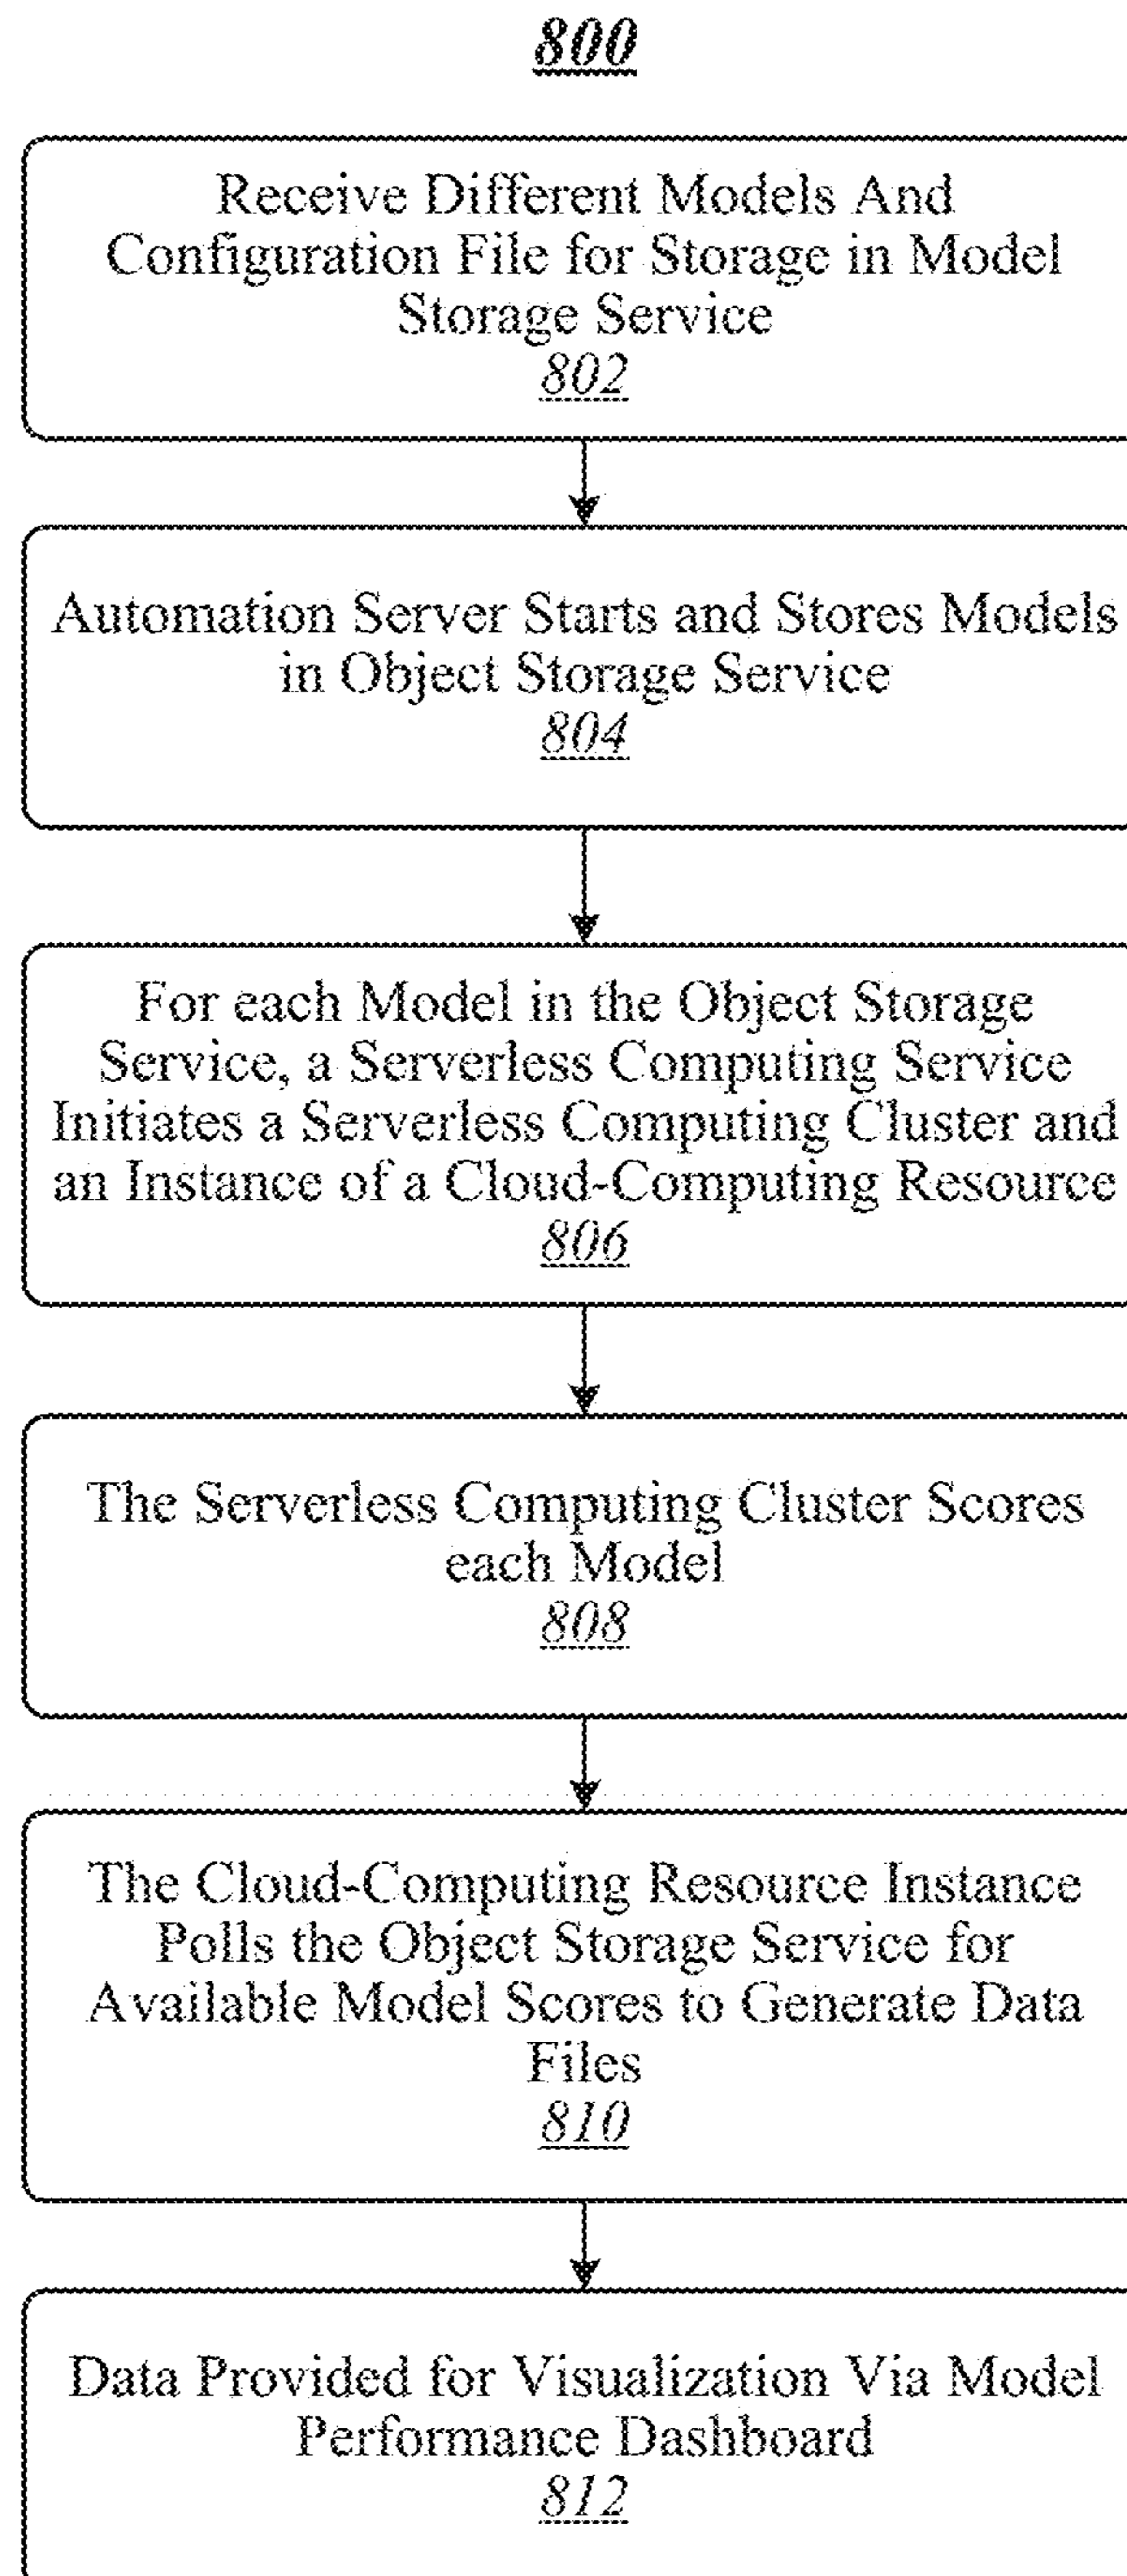 800
Receive Different Models And
Configuration File for Storage in Model
Storage Service
802
Automation Server Starts and Stores Models
in Object Storage Service
804
For each Model in the Object Storage
Service, a Serverless Computing Service
Initiates a Serverless Computing Cluster and
an Instance of a Cloud-Computing Resource
806
The Serverless Computing Cluster Scores
each Model
808
The Cloud-Computing Resource Instance
Polls the Object Storage Service for
Available Model Scores to Generate Data
Files
810
Data Provided for Visualization Via Model
Performance Dashboard
812